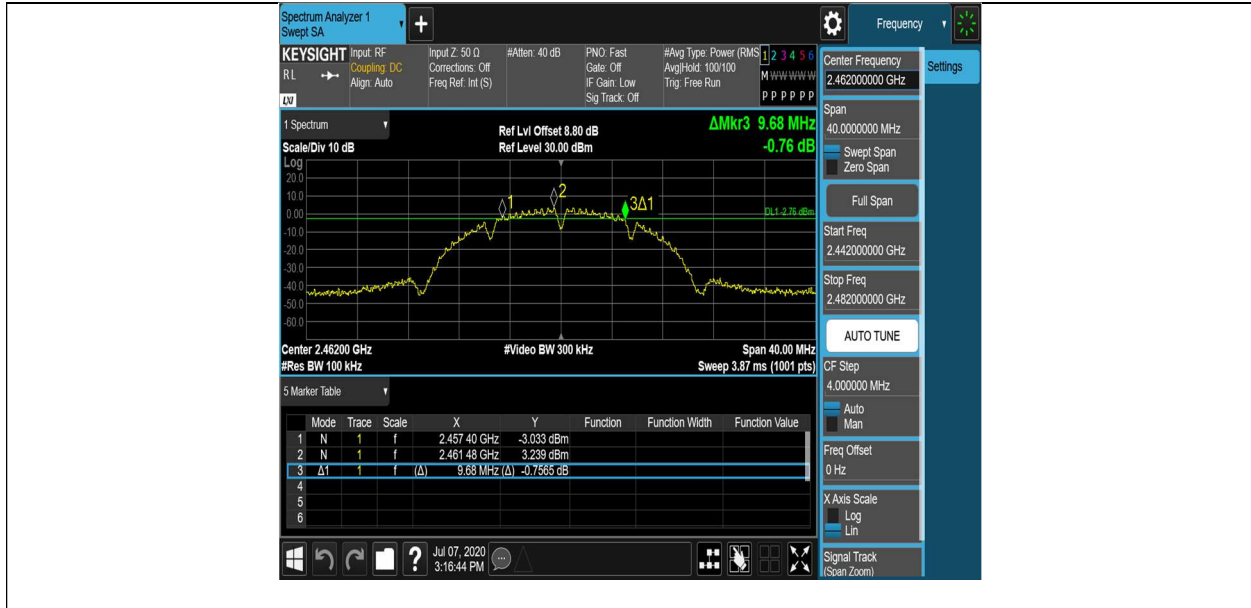 Spectrum Analyzer 1
Swept SA
+
Frequency
KEYSIGHT
RL
LXI
Input: RF
Coupling: DC
Align: Auto
Input Z: 50 Ω
Corrections: Off
Freq Ref: Int (S)
#Atten: 40 dB
PNO: Fast
Gate: Off
IF Gain: Low
Sig Track: Off
#Avg Type: Power (RMS
Avg|Hold: 100/100
Trig: Free Run
1 2 3 4 5 6
M W W W W W
P P P P P P
1 Spectrum
Scale/Div 10 dB
Ref Lvl Offset 8.80 dB
Ref Level 30.00 dBm
ΔMkr3 9.68 MHz
-0.76 dB
Log
20.0
10.0
0.00
-10.0
-20.0
-30.0
-40.0
-50.0
-60.0
1
2
3Δ1
DL1 -2.76 dBm
Center 2.46200 GHz
#Res BW 100 kHz
#Video BW 300 kHz
Span 40.00 MHz
Sweep 3.87 ms (1001 pts)
5 Marker Table
Mode Trace Scale X Y Function Function Width Function Value
1 N 1 f 2.457 40 GHz -3.033 dBm
2 N 1 f 2.461 48 GHz 3.239 dBm
3 Δ1 1 f (Δ) 9.68 MHz (Δ) -0.7565 dB
4
5
6
?
Jul 07, 2020
3:16:44 PM
Center Frequency
2.462000000 GHz
Settings
Span
40.0000000 MHz
Swept Span
Zero Span
Full Span
Start Freq
2.442000000 GHz
Stop Freq
2.482000000 GHz
AUTO TUNE
CF Step
4.000000 MHz
Auto
Man
Freq Offset
0 Hz
X Axis Scale
Log
Lin
Signal Track
(Span Zoom)